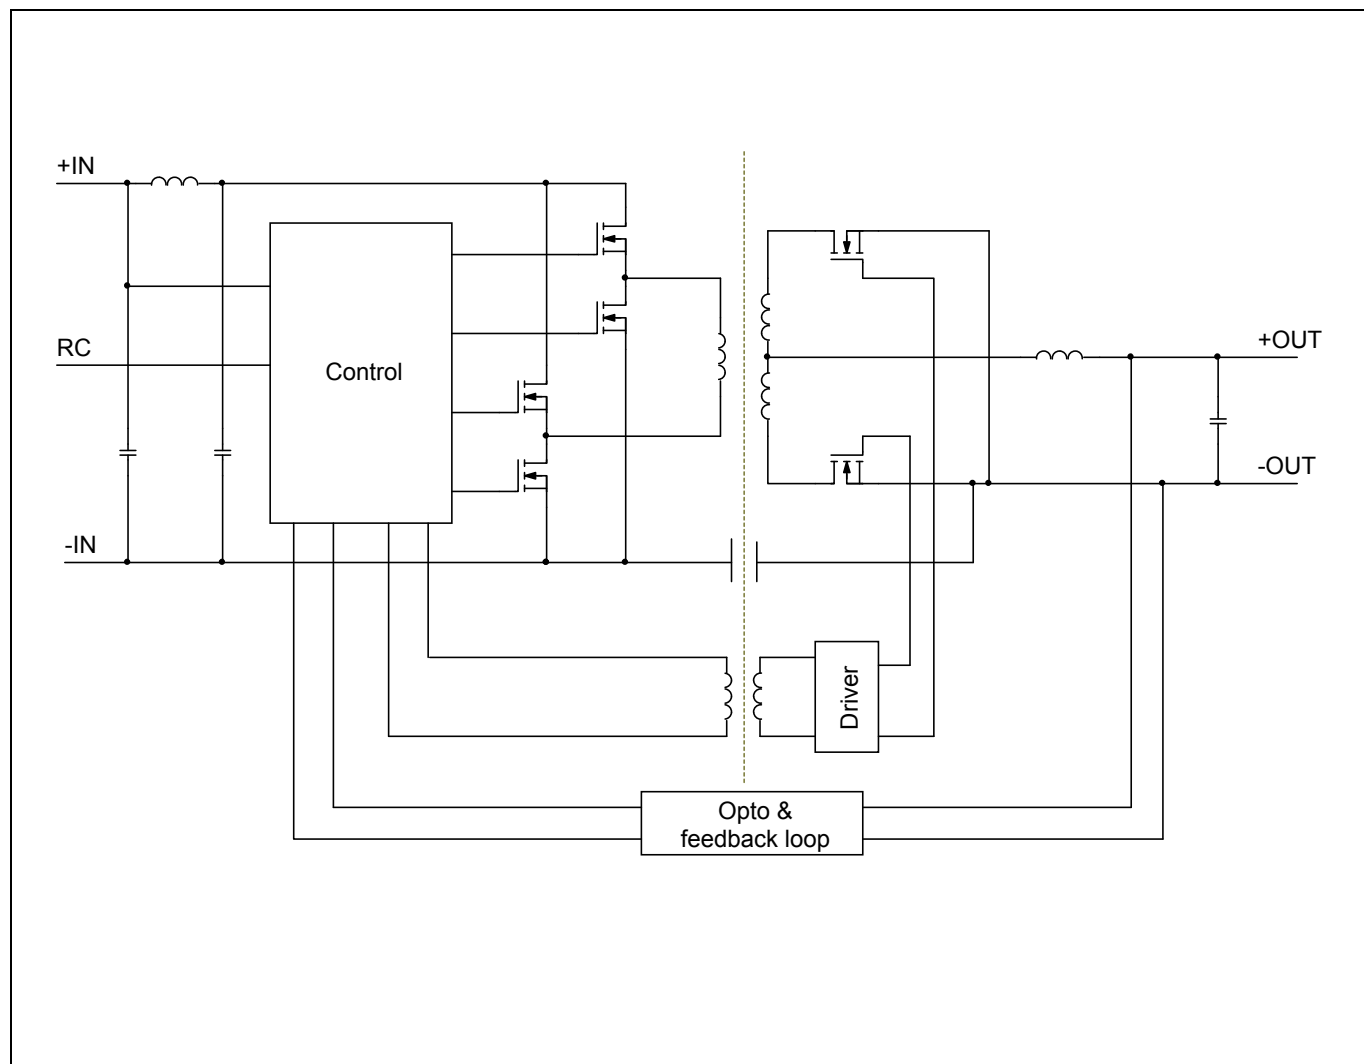 +IN
RC
Control
-IN
+OUT
-OUT
Driver
Opto &
feedback loop